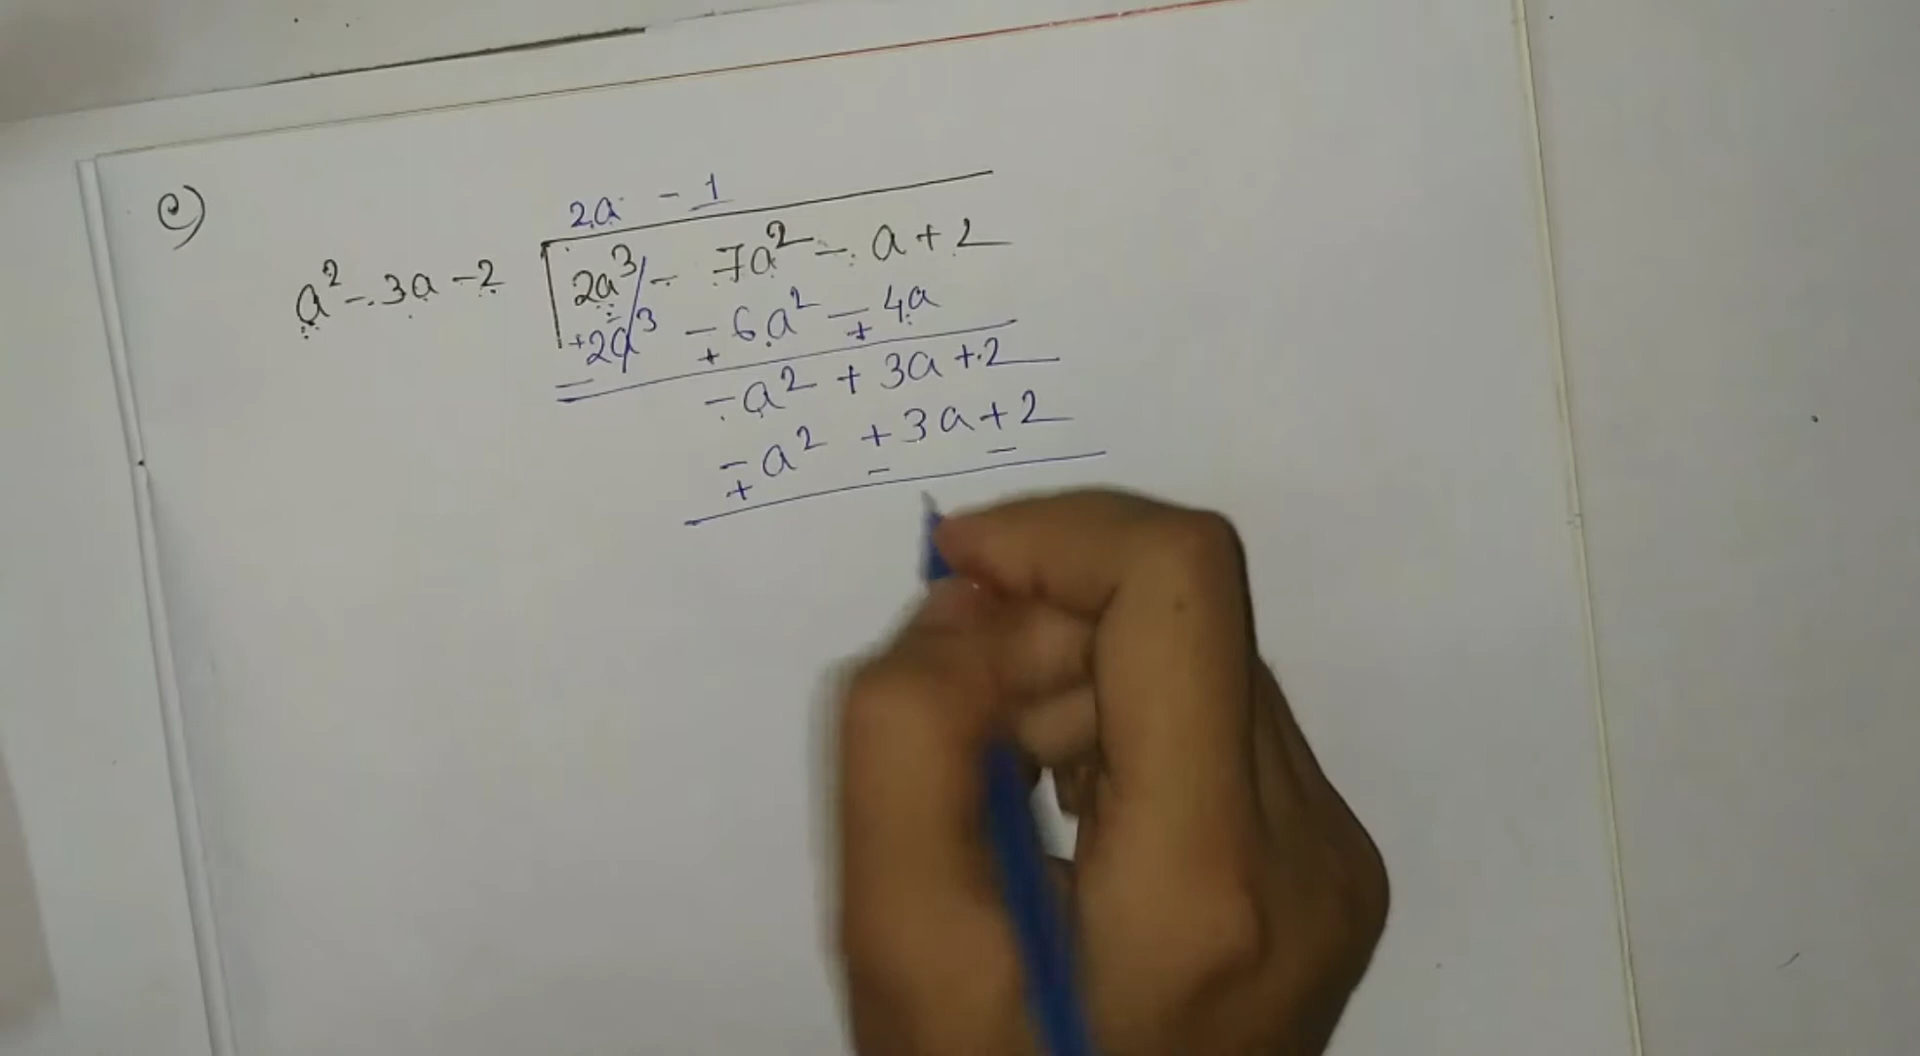 e)
2a - 1
a² - 3a - 2 2a³ - 7a² - a + 2
+2a³ - 6a² - 4a
- + +
- a² + 3a + 2
- a² + 3a + 2
+ - -